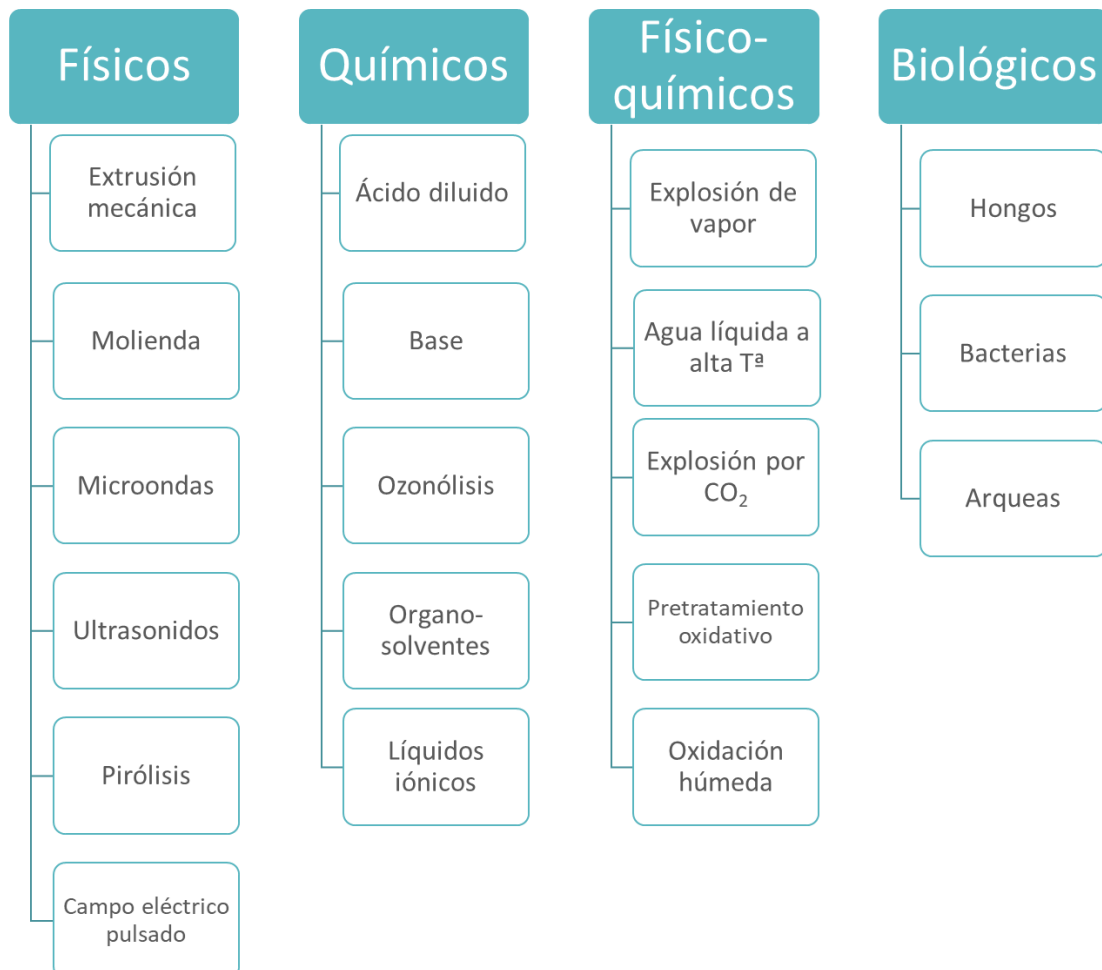 Físicos
Extrusión
mecánica
Molienda
Microondas
Ultrasonidos
Pirólisis
Campo eléctrico
pulsado
Químicos
Ácido diluido
Base
Ozonólisis
Organo-
solventes
Líquidos
iónicos
Físico-
químicos
Explosión de
vapor
Agua líquida a
alta Tª
Explosión por
CO₂
Pretratamiento
oxidativo
Oxidación
húmeda
Biológicos
Hongos
Bacterias
Arqueas